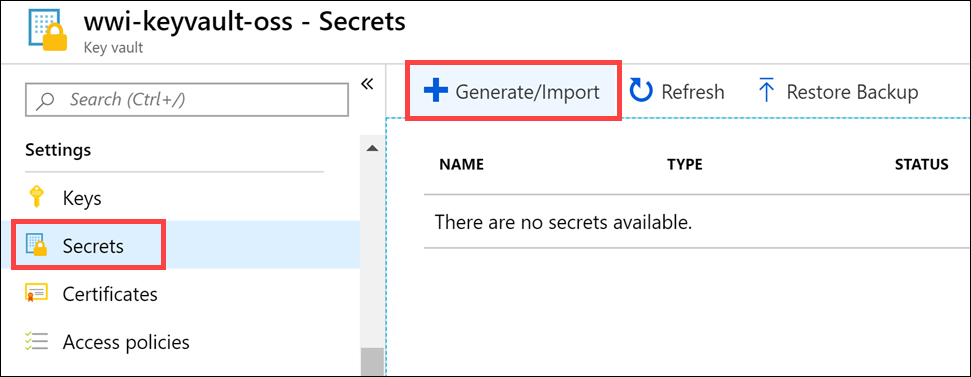 wwi-keyvault-oss - Secrets
Key vault
Search (Ctrl+/)
Settings
Keys
Secrets
Certificates
Access policies
Generate/Import Refresh Restore Backup
NAME TYPE STATUS
There are no secrets available.